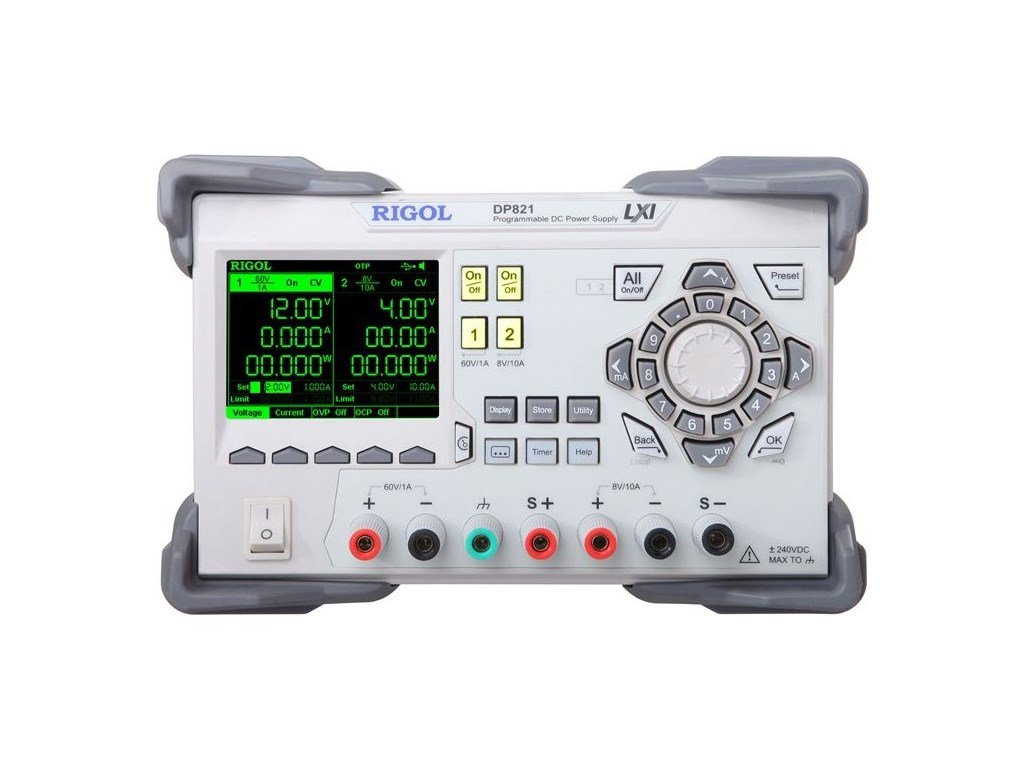 RIGOL DP821 LXI
Programmable DC Power Supply
RIGOL OTP
1 60V 1A On CV 2 8V 10A On CV
12.00V 4.00V
0.000A 00.00A
00.000W 00.000W
Set 2.00V 1.000A Set 4.00V 10.00A
Limit Limit
Voltage Current OVP Off OCP Off
On Off On Off 1 2 All On/Off
1 2
60V/1A 8V/10A
V Preset
0 1 2 3 4 5 6 7 8 9 .
mA A
mV
Back OK
Local
Display Store Utility
... Timer Help
60V/1A 8V/10A
+ − S+ + − S−
I
O
± 240VDC
MAX TO